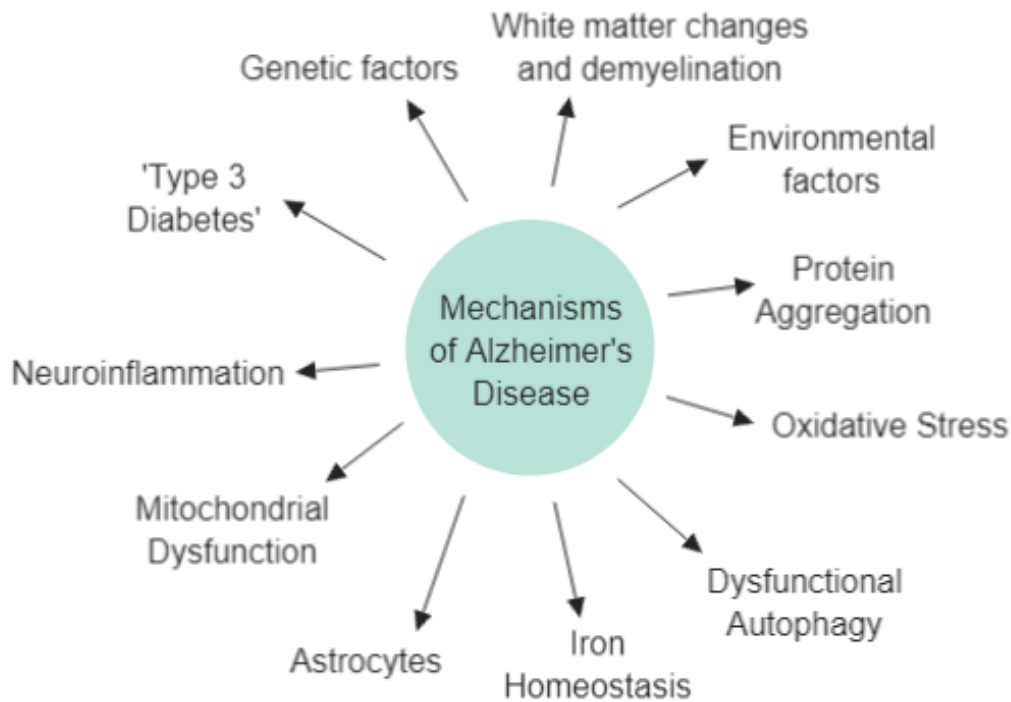 White matter changes
and demyelination
Genetic factors
Environmental
factors
'Type 3
Diabetes'
Protein
Aggregation
Mechanisms
of Alzheimer's
Disease
Neuroinflammation
Oxidative Stress
Mitochondrial
Dysfunction
Dysfunctional
Autophagy
Astrocytes
Iron
Homeostasis